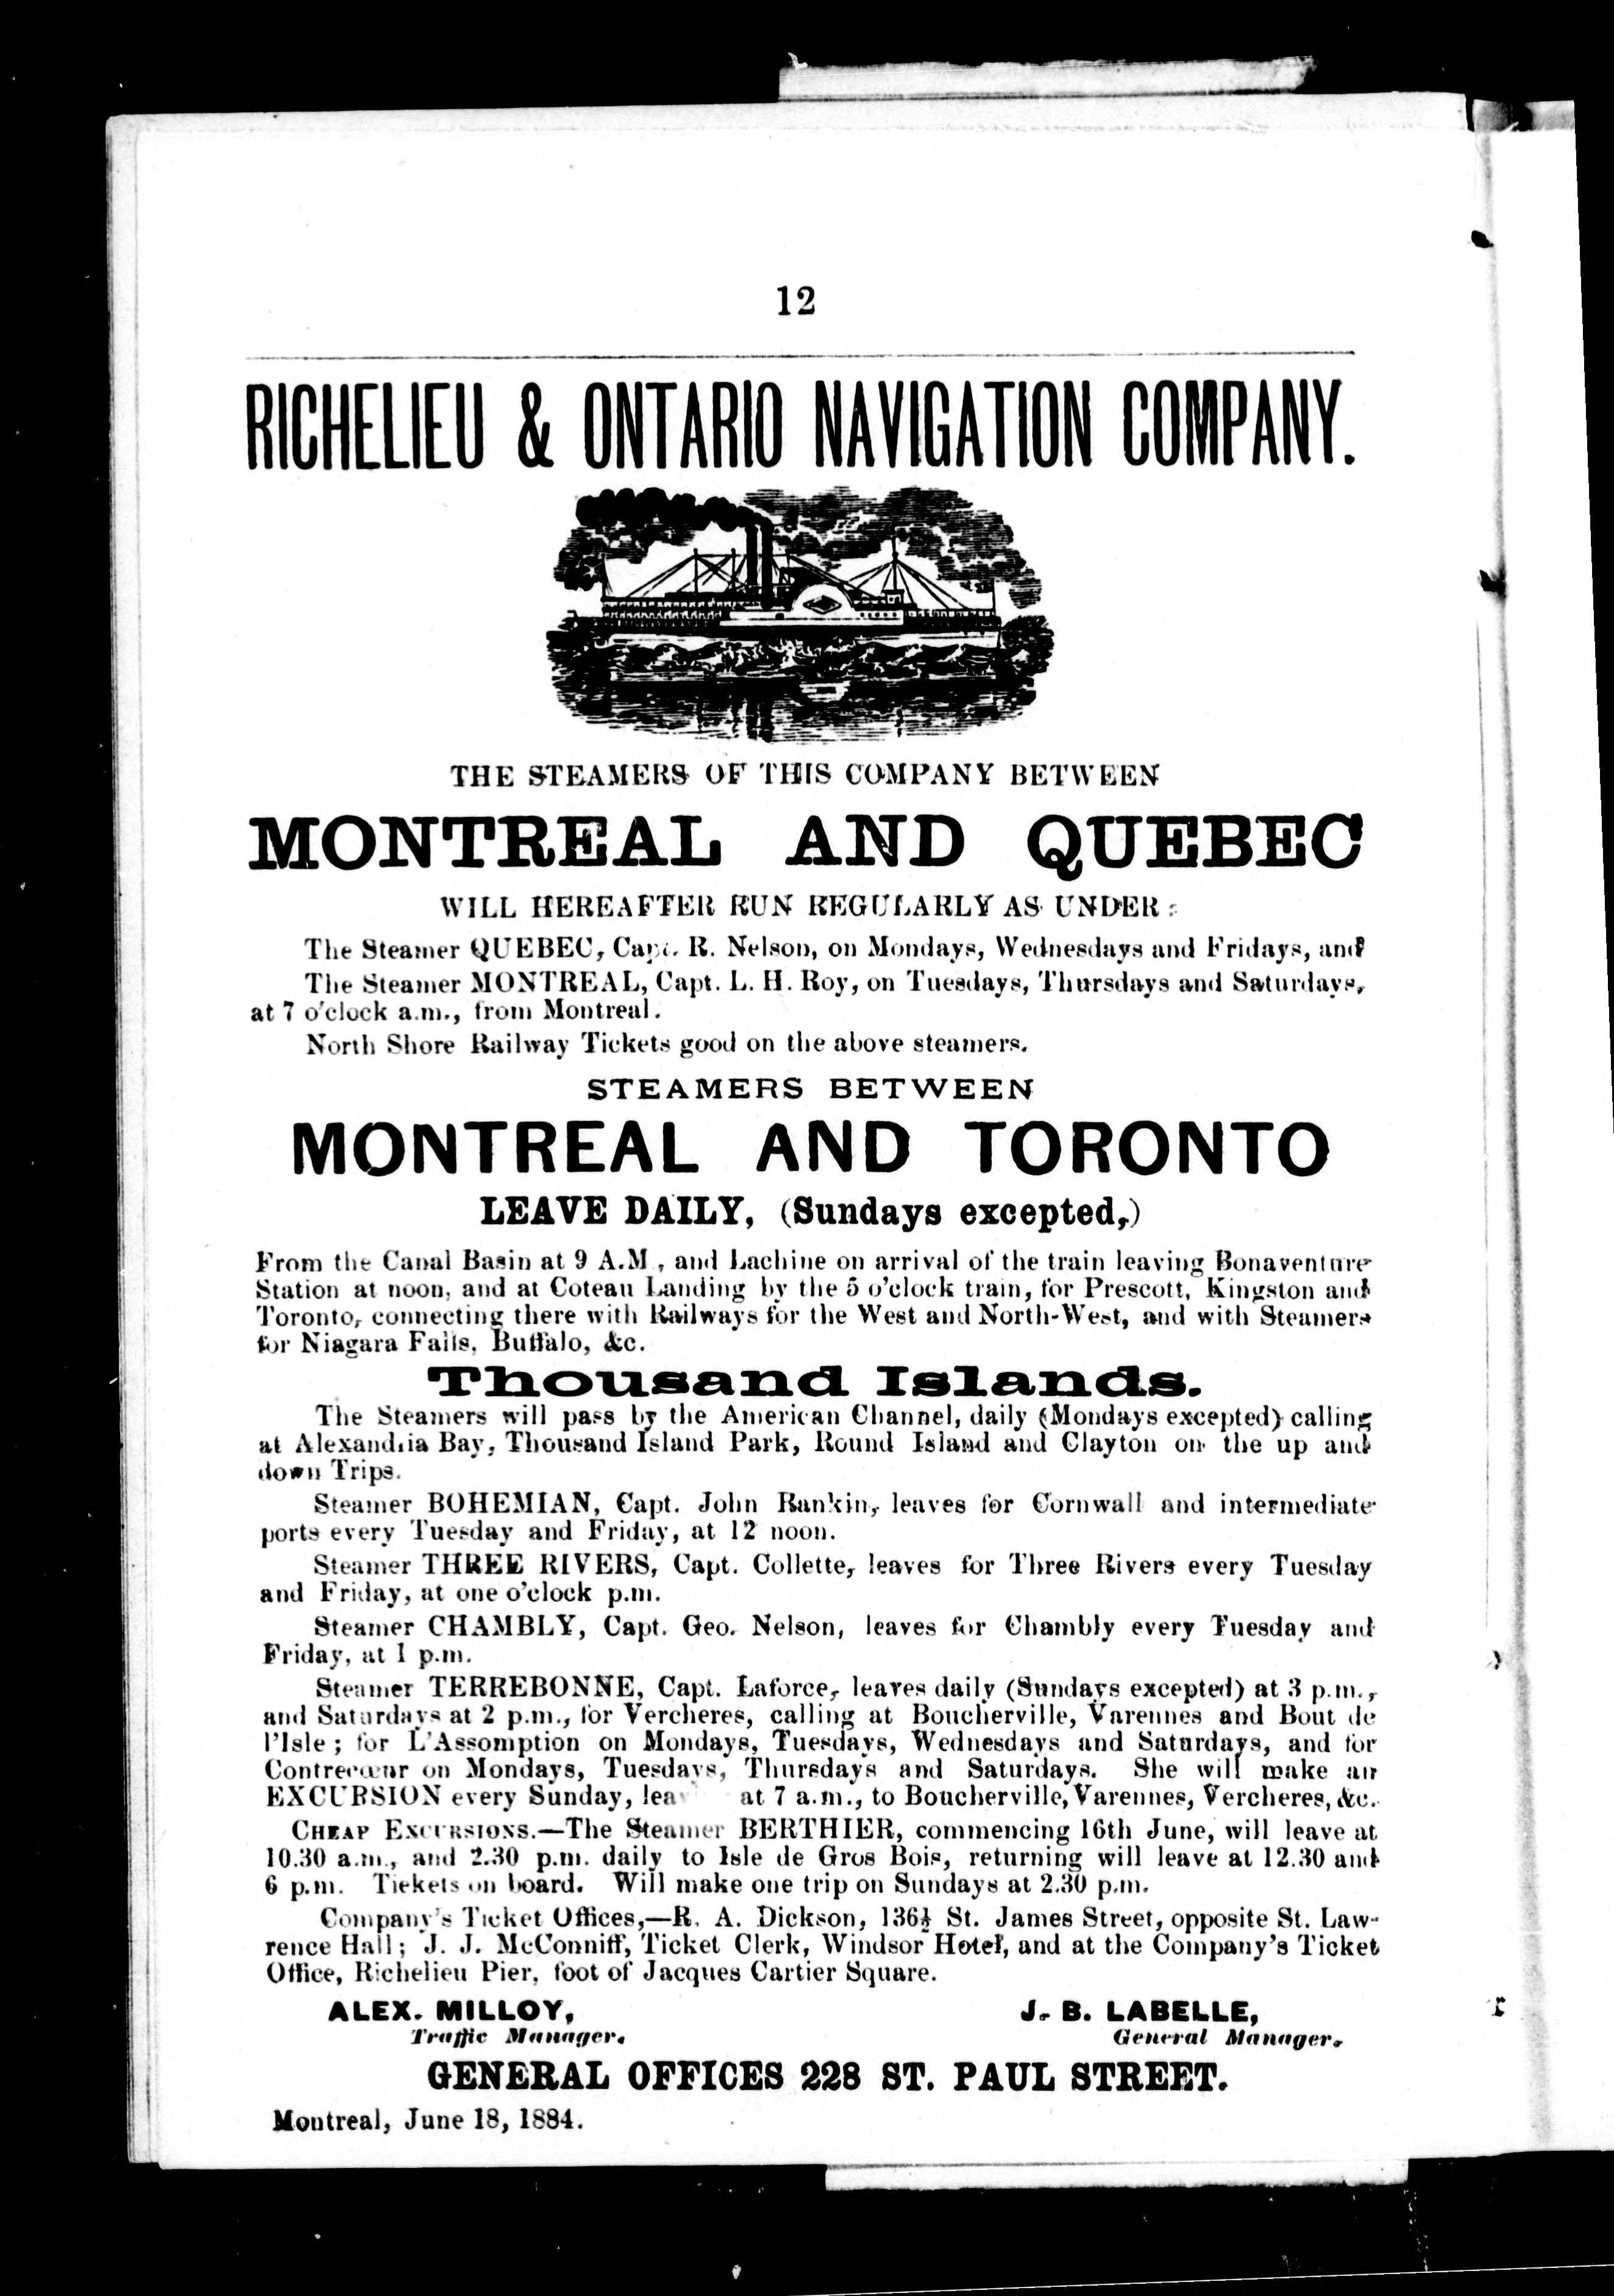 12
RICHELIEU & ONTARIO NAVIGATION COMPANY.
THE STEAMERS OF THIS COMPANY BETWEEN
MONTREAL AND QUEBEC
WILL HEREAFTER RUN REGULARLY AS UNDER:
The Steamer QUEBEC, Capt. R. Nelson, on Mondays, Wednesdays and Fridays, and
The Steamer MONTREAL, Capt. L. H. Roy, on Tuesdays, Thursdays and Saturdays,
at 7 o'clock a.m., from Montreal.
North Shore Railway Tickets good on the above steamers.
STEAMERS BETWEEN
MONTREAL AND TORONTO
LEAVE DAILY, (Sundays excepted,)
From the Canal Basin at 9 A.M , and Lachine on arrival of the train leaving Bonaventure
Station at noon, and at Coteau Landing by the 5 o'clock train, for Prescott, Kingston and
Toronto, connecting there with Railways for the West and North-West, and with Steamers
for Niagara Falls, Buffalo, &c.
Thousand Islands.
The Steamers will pass by the American Channel, daily (Mondays excepted) calling
at Alexandria Bay, Thousand Island Park, Round Island and Clayton on the up and
down Trips.
Steamer BOHEMIAN, Capt. John Rankin, leaves for Cornwall and intermediate
ports every Tuesday and Friday, at 12 noon.
Steamer THREE RIVERS, Capt. Collette, leaves for Three Rivers every Tuesday
and Friday, at one o'clock p.m.
Steamer CHAMBLY, Capt. Geo. Nelson, leaves for Chambly every Tuesday and
Friday, at 1 p.m.
Steamer TERREBONNE, Capt. Laforce, leaves daily (Sundays excepted) at 3 p.m.,
and Saturdays at 2 p.m., for Vercheres, calling at Boucherville, Varennes and Bout de
l'Isle ; for L'Assomption on Mondays, Tuesdays, Wednesdays and Saturdays, and for
Contrecœur on Mondays, Tuesdays, Thursdays and Saturdays. She will make an
EXCURSION every Sunday, lea at 7 a.m., to Boucherville, Varennes, Vercheres, &c.
CHEAP EXCURSIONS.—The Steamer BERTHIER, commencing 16th June, will leave at
10.30 a.m., and 2.30 p.m. daily to Isle de Gros Bois, returning will leave at 12.30 and
6 p.m. Tickets on board. Will make one trip on Sundays at 2.30 p.m.
Company's Ticket Offices,—R. A. Dickson, 136½ St. James Street, opposite St. Law-
rence Hall ; J. J. McConniff, Ticket Clerk, Windsor Hotel, and at the Company's Ticket
Office, Richelieu Pier, foot of Jacques Cartier Square.
ALEX. MILLOY, J. B. LABELLE,
Traffic Manager. General Manager.
GENERAL OFFICES 228 ST. PAUL STREET.
Montreal, June 18, 1884.